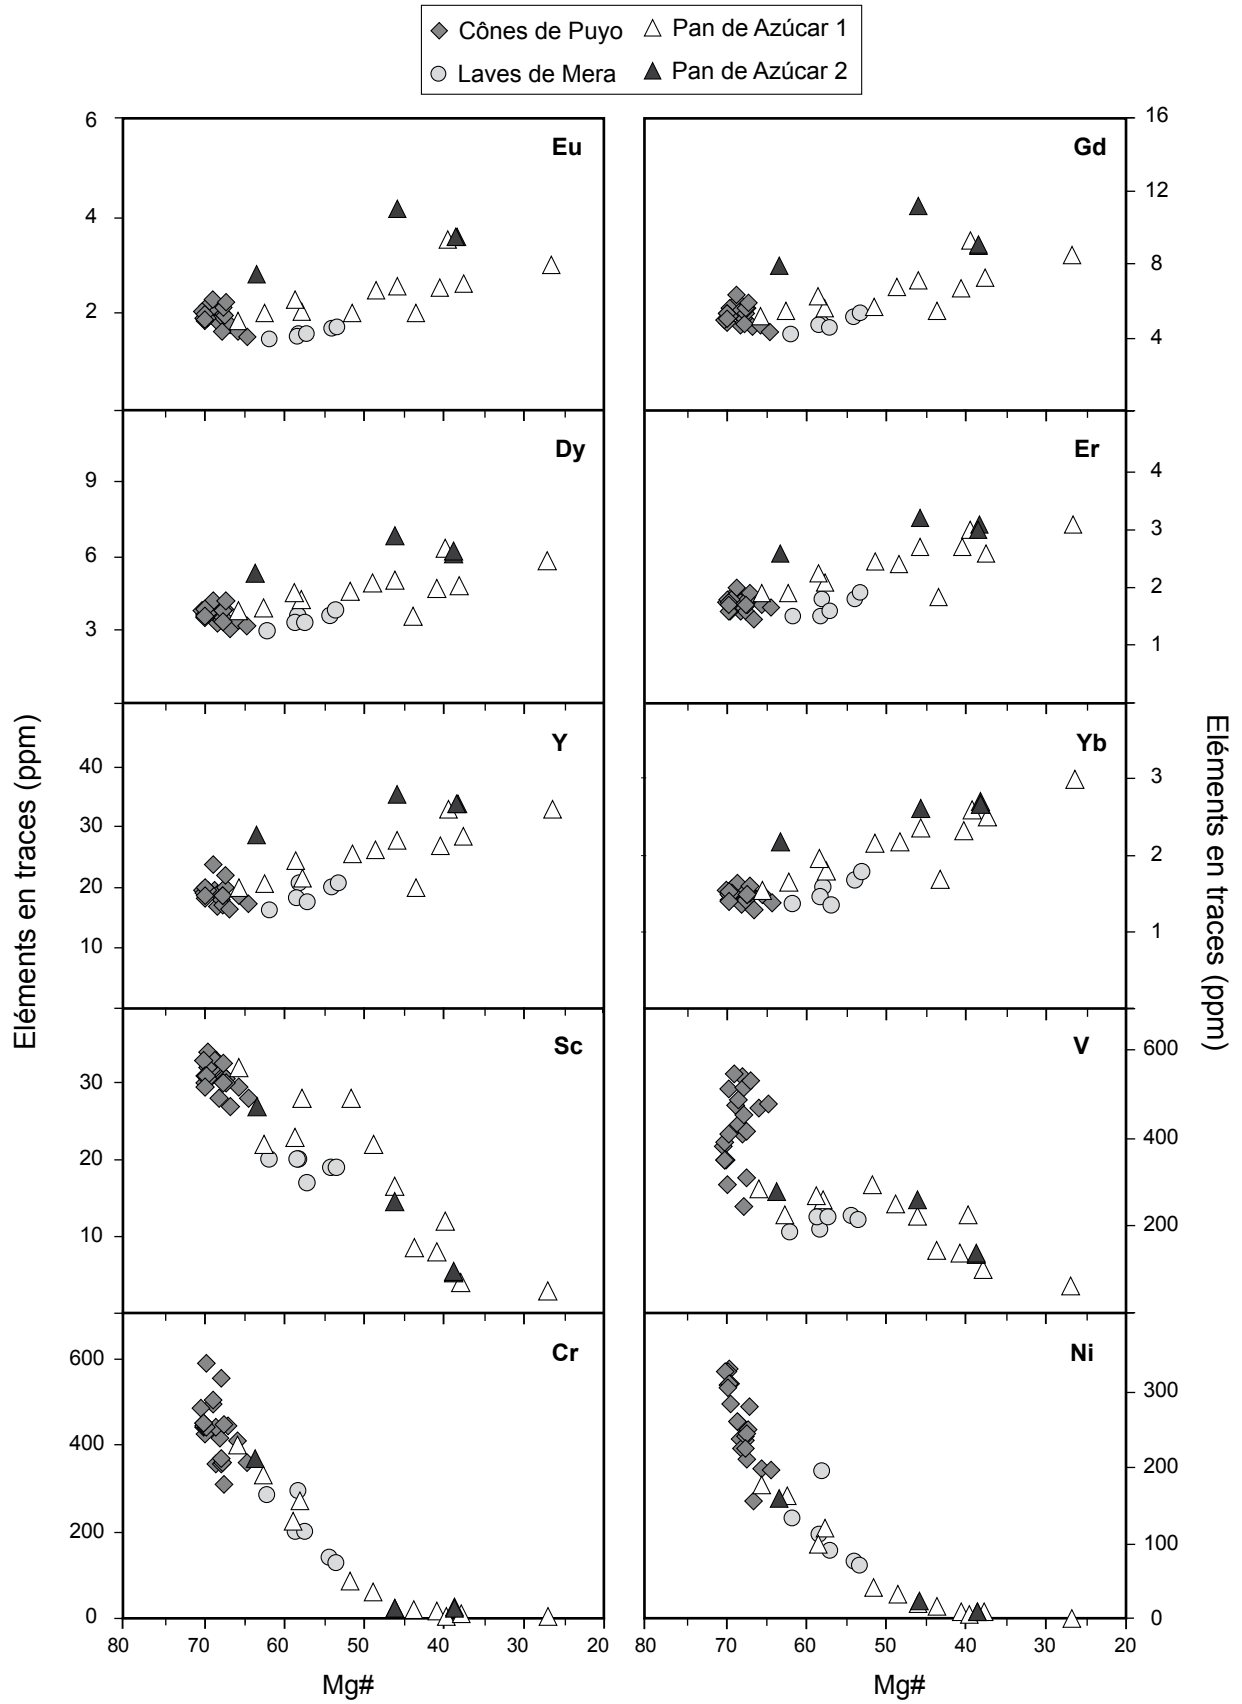 Cônes de Puyo Pan de Azúcar 1
Laves de Mera Pan de Azúcar 2
Eléments en traces (ppm)
6
4
2
Eu
16
12
8
4
Gd
9
6
3
Dy
4
3
2
1
Er
40
30
20
10
Y
3
2
1
Yb
30
20
10
Sc
600
400
200
V
600
400
200
0
Cr
300
200
100
0
Ni
80 70 60 50 40 30 20
80 70 60 50 40 30 20
Mg#
Mg#
Eléments en traces (ppm)